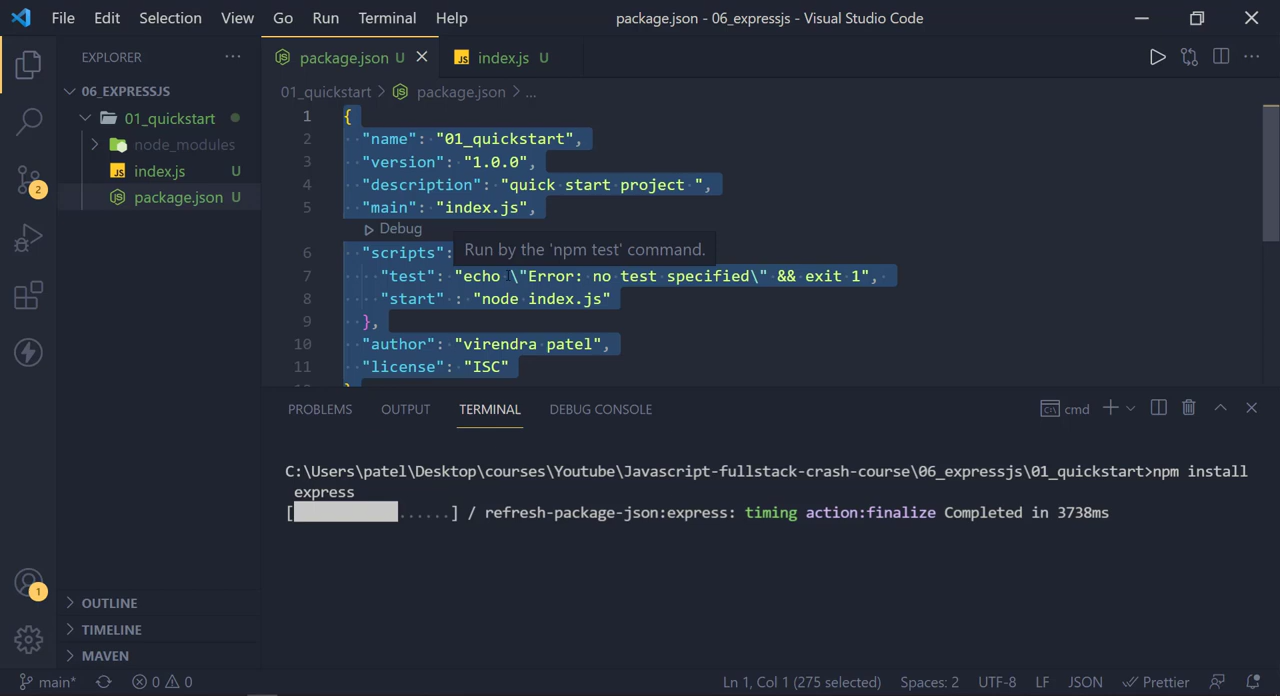 File Edit Selection View Go Run Terminal Help package.json - 06_expressjs - Visual Studio Code
EXPLORER
06_EXPRESSJS
01_quickstart
node_modules
index.js U
package.json U
OUTLINE
TIMELINE
MAVEN
2
1
package.json U
JS index.js U
01_quickstart > package.json > ...
1 {
2 "name": "01_quickstart",
3 "version": "1.0.0",
4 "description": "quick start project ",
5 "main": "index.js",
Debug
6 "scripts":
Run by the 'npm test' command.
7 "test": "echo \"Error: no test specified\" && exit 1",
8 "start" : "node index.js"
9 },
10 "author": "virendra patel",
11 "license": "ISC"
PROBLEMS OUTPUT TERMINAL DEBUG CONSOLE cmd
C:\Users\patel\Desktop\courses\Youtube\Javascript-fullstack-crash-course\06_expressjs\01_quickstart>npm install
express
[ ......] / refresh-package-json:express: timing action:finalize Completed in 3738ms
main* 0 0 Ln 1, Col 1 (275 selected) Spaces: 2 UTF-8 LF JSON Prettier